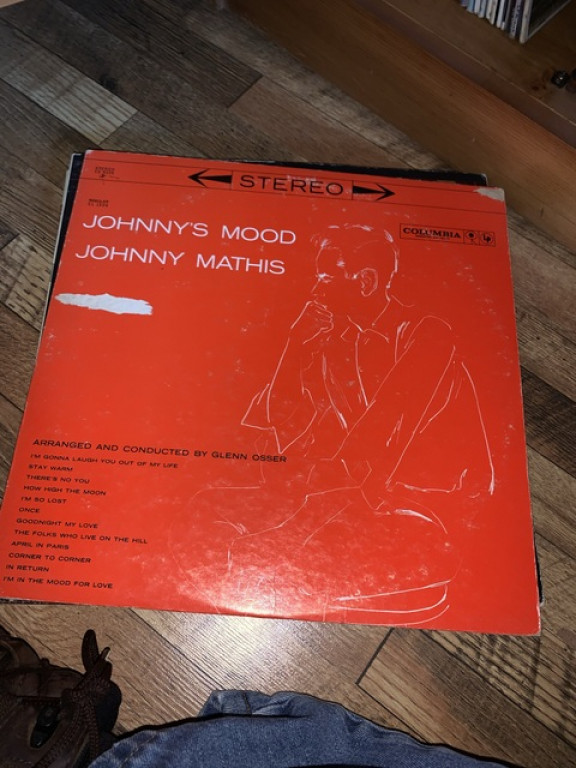 STEREO
COLUMBIA
JOHNNY'S MOOD
JOHNNY MATHIS
ARRANGED AND CONDUCTED BY GLENN OSSER
I'M GONNA LAUGH YOU OUT OF MY LIFE
STAY WARM
THERE'S NO YOU
HOW HIGH THE MOON
I'M SO LOST
ONCE
GOODNIGHT MY LOVE
THE FOLKS WHO LIVE ON THE HILL
APRIL IN PARIS
CORNER TO CORNER
IN RETURN
I'M IN THE MOOD FOR LOVE